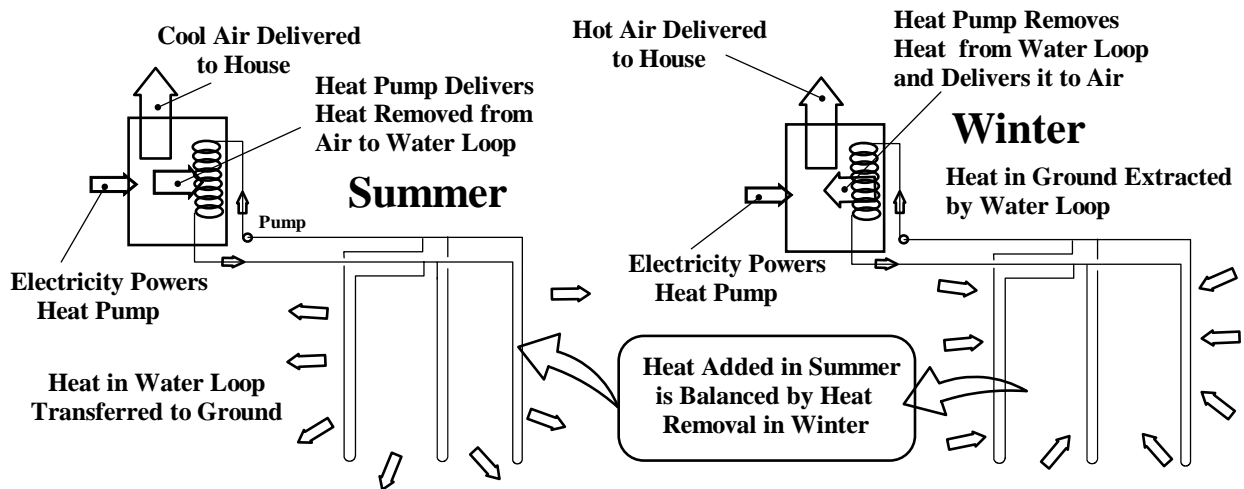 Cool Air Delivered
to House
Heat Pump Delivers
Heat Removed from
Air to Water Loop
Summer
Pump
Electricity Powers
Heat Pump
Heat in Water Loop
Transferred to Ground
Hot Air Delivered
to House
Heat Pump Removes
Heat from Water Loop
and Delivers it to Air
Winter
Heat in Ground Extracted
by Water Loop
Electricity Powers
Heat Pump
Heat Added in Summer
is Balanced by Heat
Removal in Winter